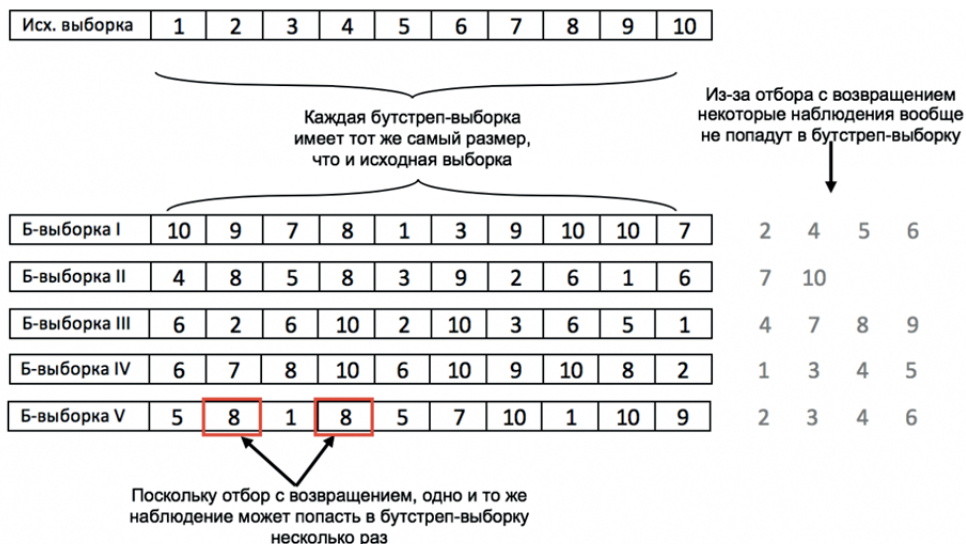 Исх. выборка 1 2 3 4 5 6 7 8 9 10
Каждая бутстреп-выборка
имеет тот же самый размер,
что и исходная выборка
Из-за отбора с возвращением
некоторые наблюдения вообще
не попадут в бутстреп-выборку
Б-выборка I 10 9 7 8 1 3 9 10 10 7 2 4 5 6
Б-выборка II 4 8 5 8 3 9 2 6 1 6 7 10
Б-выборка III 6 2 6 10 2 10 3 6 5 1 4 7 8 9
Б-выборка IV 6 7 8 10 6 10 9 10 8 2 1 3 4 5
Б-выборка V 5 8 1 8 5 7 10 1 10 9 2 3 4 6
Поскольку отбор с возвращением, одно и то же
наблюдение может попасть в бутстреп-выборку
несколько раз